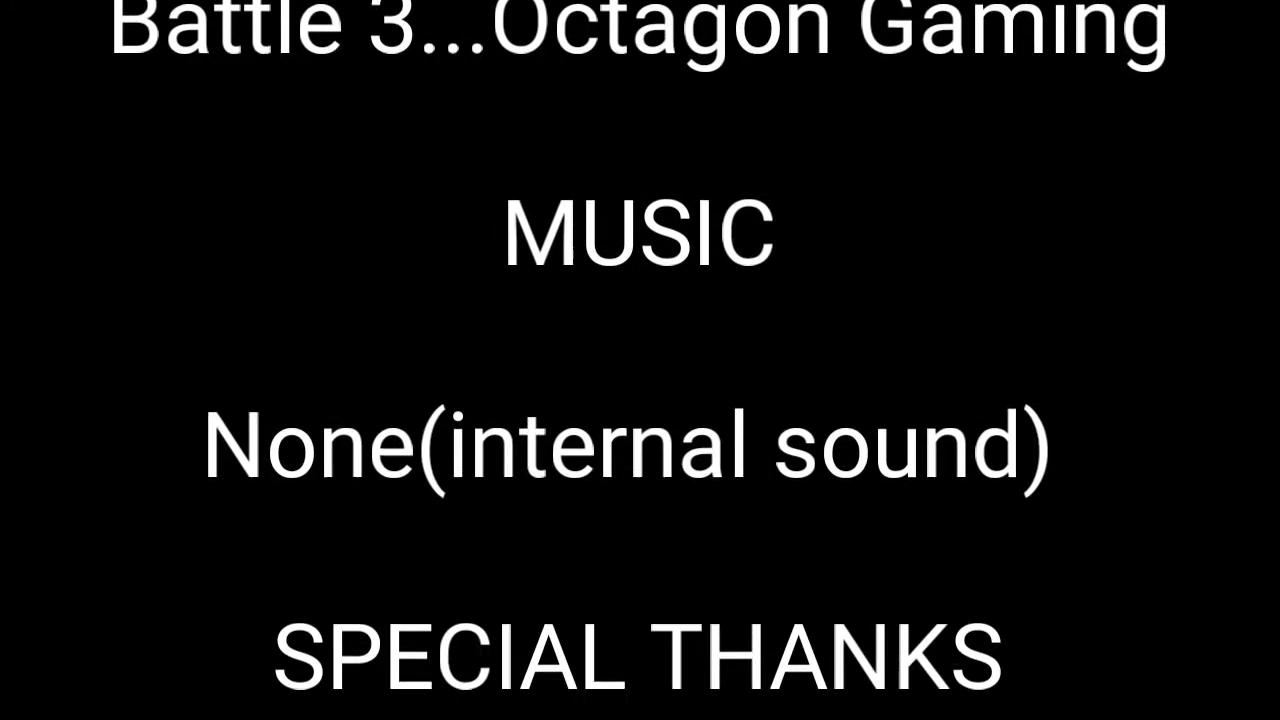 Battle 3...Octagon Gaming
MUSIC
None(internal sound)
SPECIAL THANKS